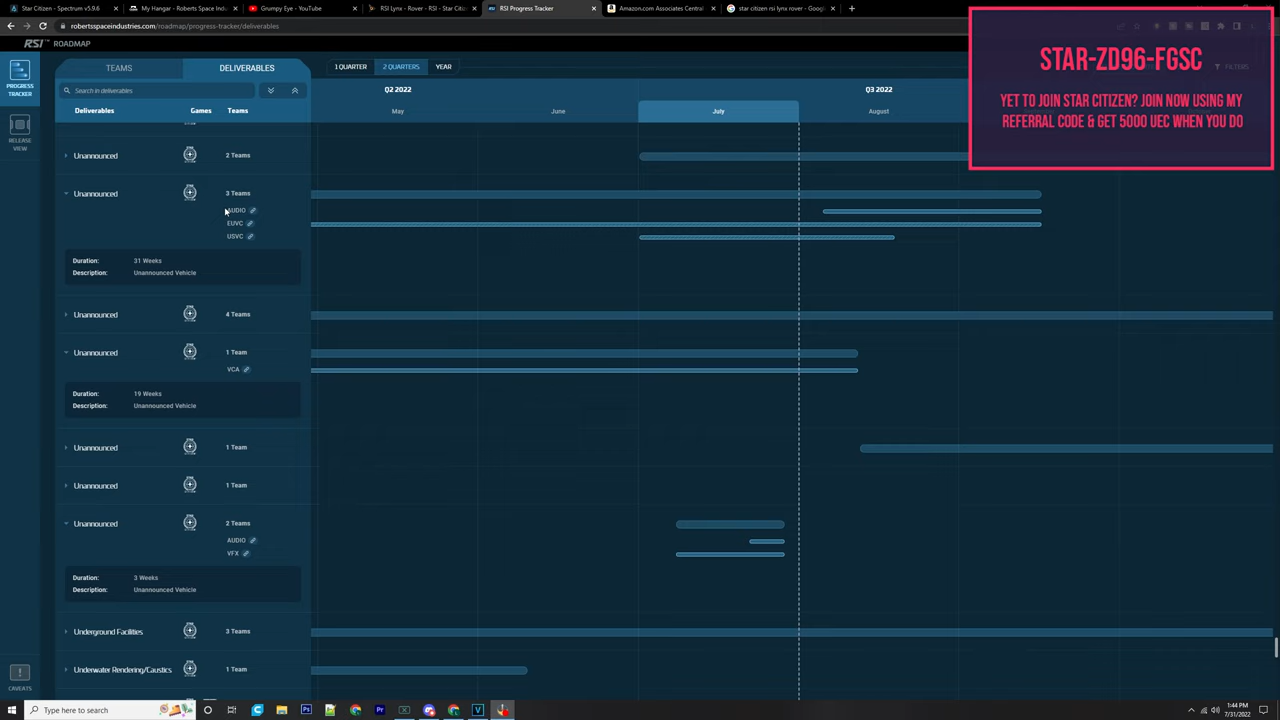 Star Citizen - Spectrum v5.9.6
My Hangar - Roberts Space Ind
Grumpy Eye - YouTube
RSI Lynx - Rover - RSI - Star Citiz
RSI Progress Tracker
Amazon.com Associates Central
star citizen rsi lynx rover - Goog
robertsspaceindustries.com/roadmap/progress-tracker/deliverables
RSI ROADMAP
STAR-ZD96-FGSC
YET TO JOIN STAR CITIZEN? JOIN NOW USING MY
REFERRAL CODE & GET 5000 UEC WHEN YOU DO
PROGRESS
TRACKER
RELEASE
VIEW
CAVEATS
TEAMS
DELIVERABLES
1 QUARTER
2 QUARTERS
YEAR
FILTERS
Search in deliverables
Q2 2022
Q3 2022
Deliverables
Games
Teams
May
June
July
August
Unannounced
2 Teams
Unannounced
3 Teams
AUDIO
EUVC
USVC
Duration: 31 Weeks
Description: Unannounced Vehicle
Unannounced
4 Teams
Unannounced
1 Team
VCA
Duration: 19 Weeks
Description: Unannounced Vehicle
Unannounced
1 Team
Unannounced
1 Team
Unannounced
2 Teams
AUDIO
VFX
Duration: 3 Weeks
Description: Unannounced Vehicle
Underground Facilities
3 Teams
Underwater Rendering/Caustics
1 Team
Type here to search
1:44 PM
7/31/2022